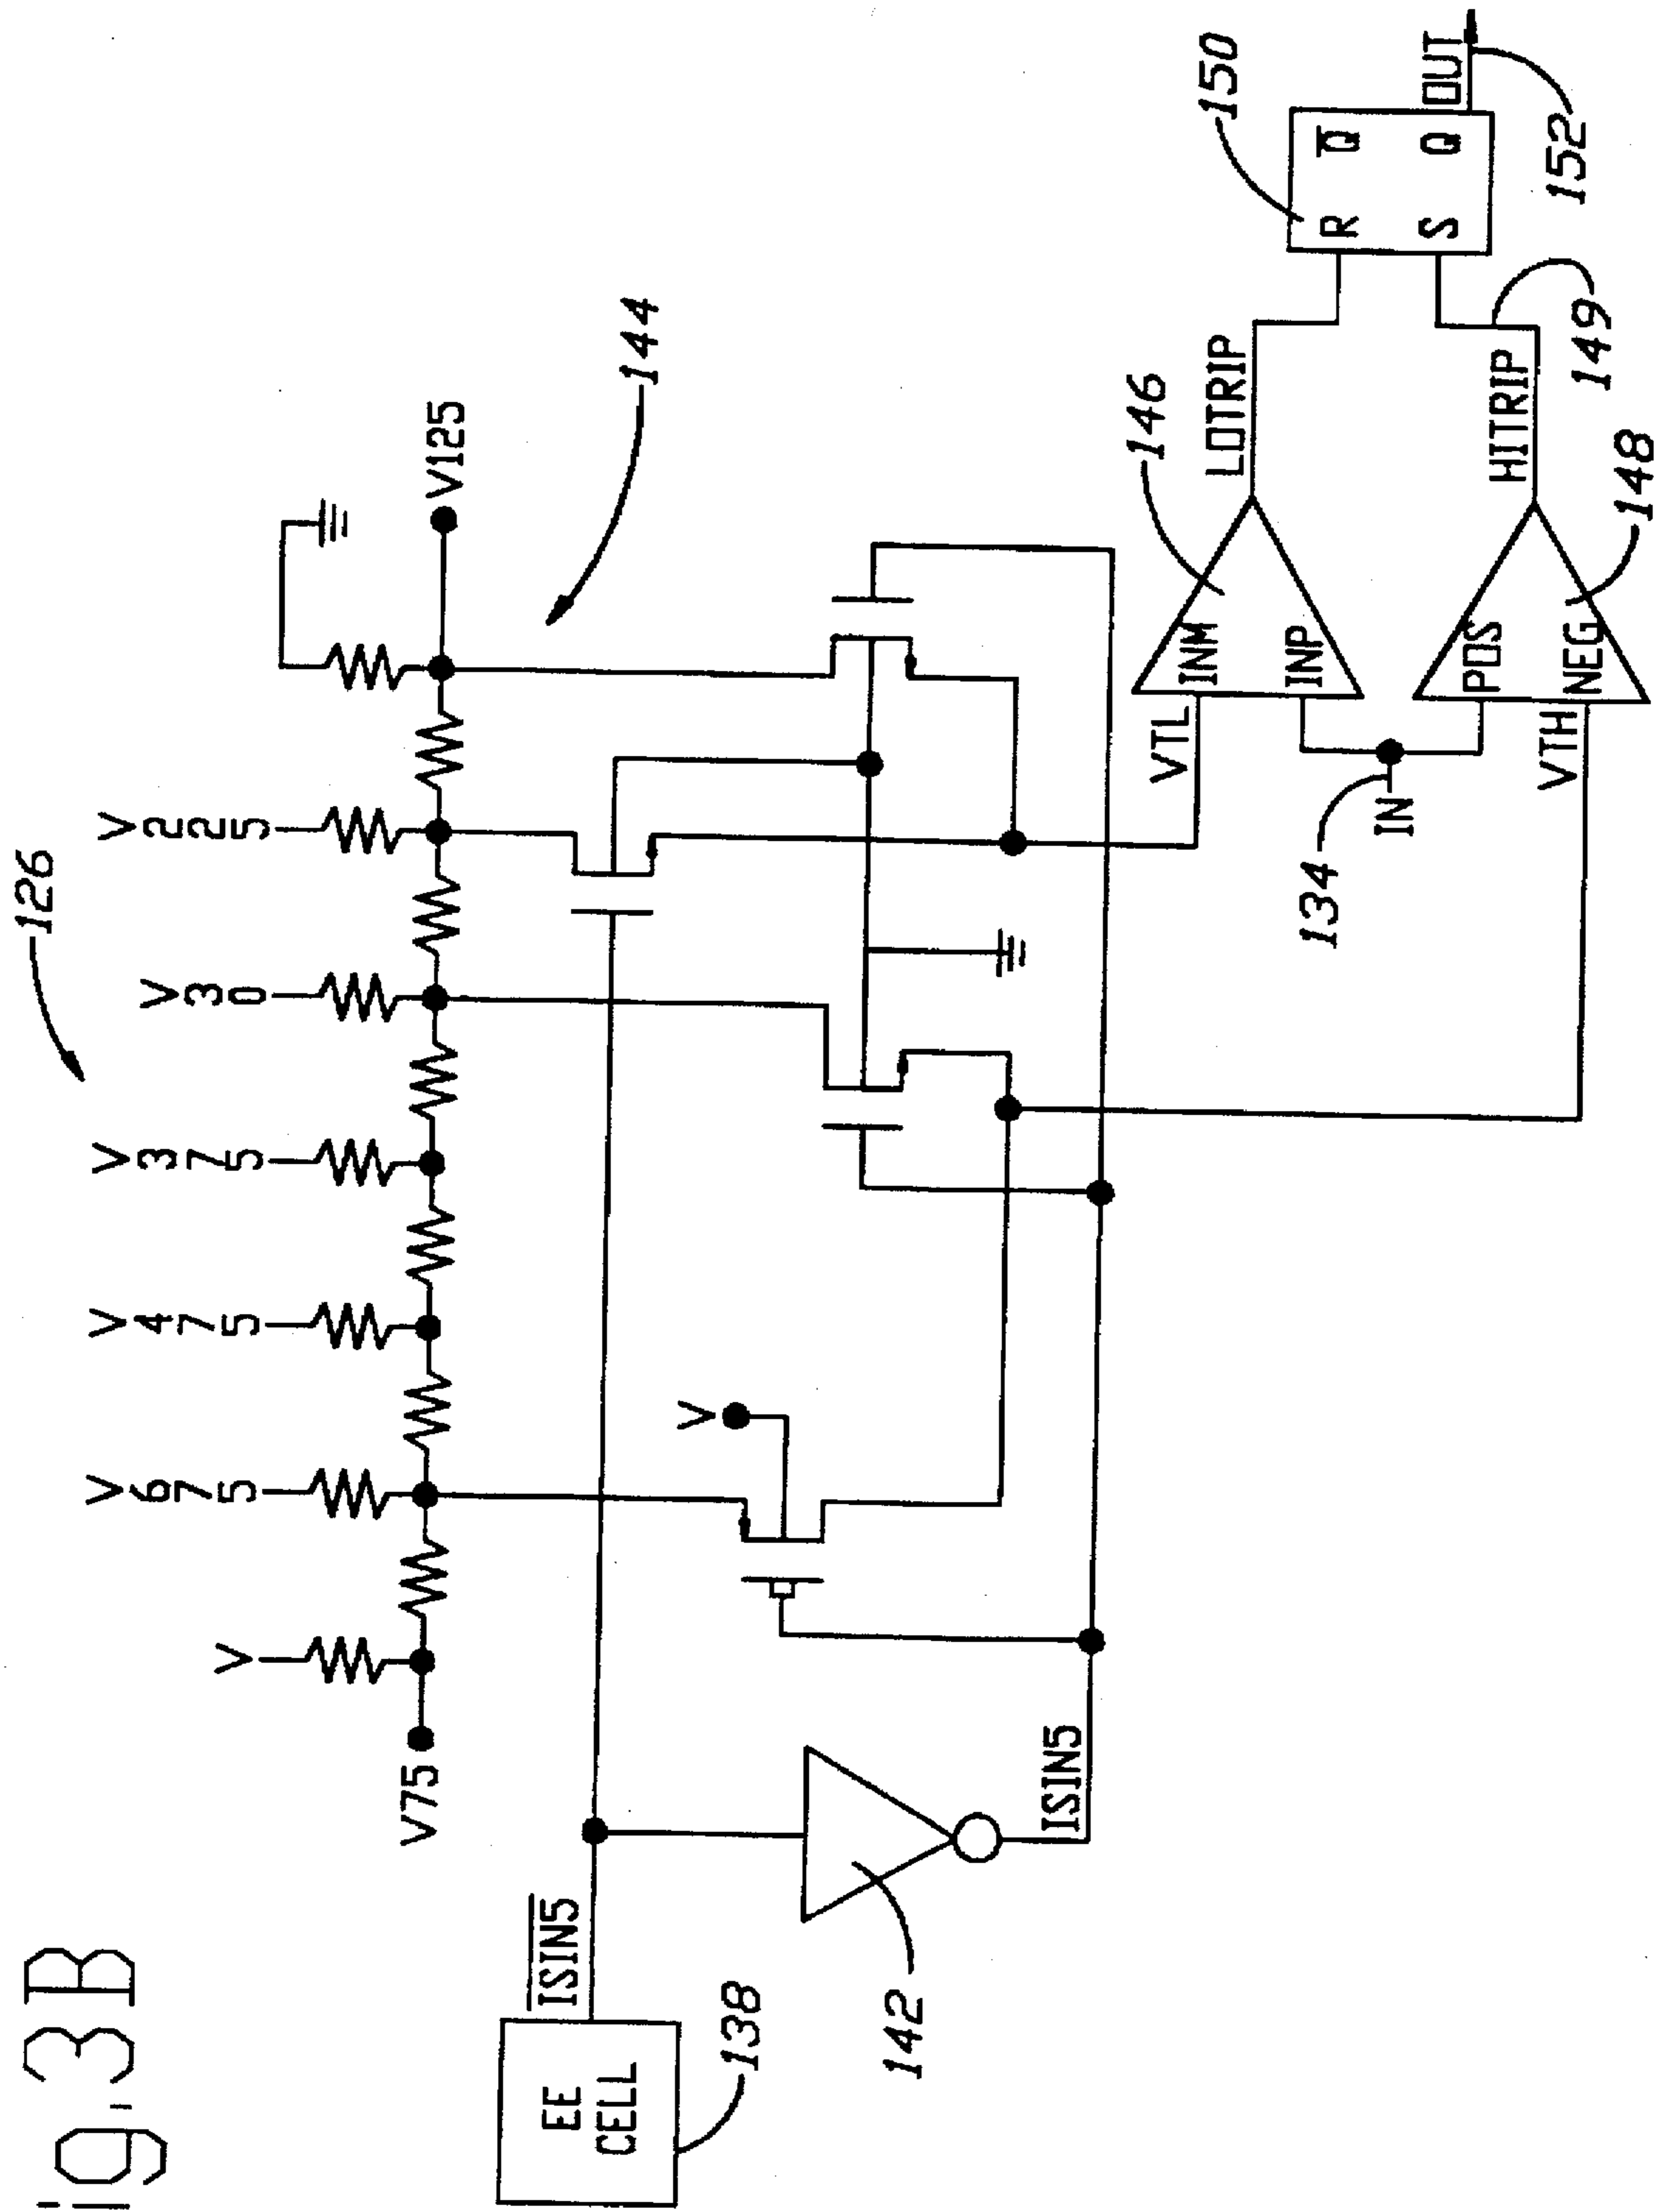 ig.3B
126
V
V675
V475
V375
V30
V225
V75
V125
EE
CELL
138
ISIN5
142
ISIN5
V
144
VTL
INM
INP
146
LOTRIP
134
IN
VTH
POS
NEG
148
HITRIP
149
150
R
S
Q
Q
OUT
152